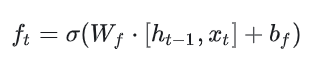 f_t = σ(W_f · [h_{t−1}, x_t] + b_f)